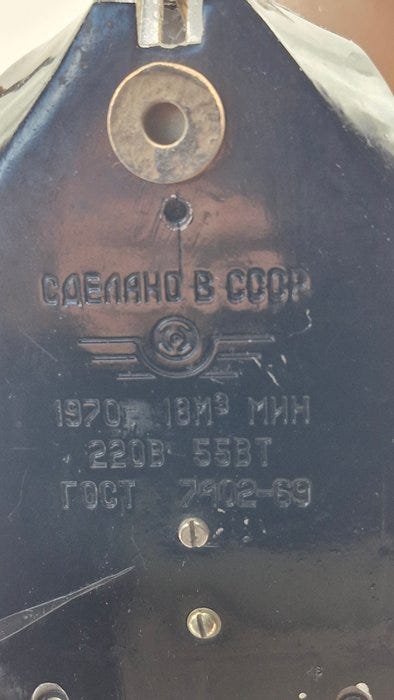 СДЕЛАНО В СССР
1970г 18М³ МИН
220В 55ВТ
ГОСТ 7402-69